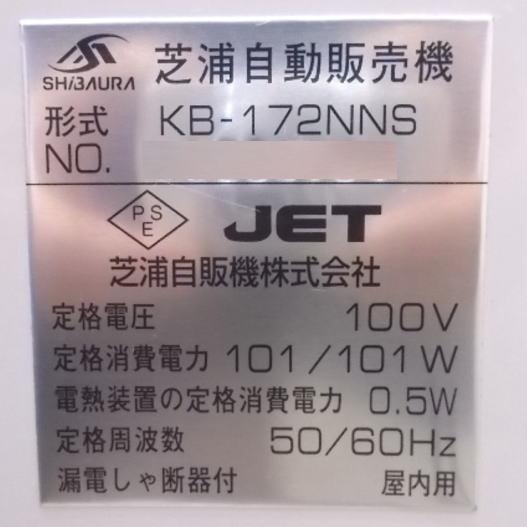 SHIBAURA 芝浦自動販売機
形式 KB-172NNS
NO.
PSE JET
芝浦自販機株式会社
定格電圧 100V
定格消費電力 101/101W
電熱装置の定格消費電力 0.5W
定格周波数 50/60Hz
漏電しゃ断器付 屋内用